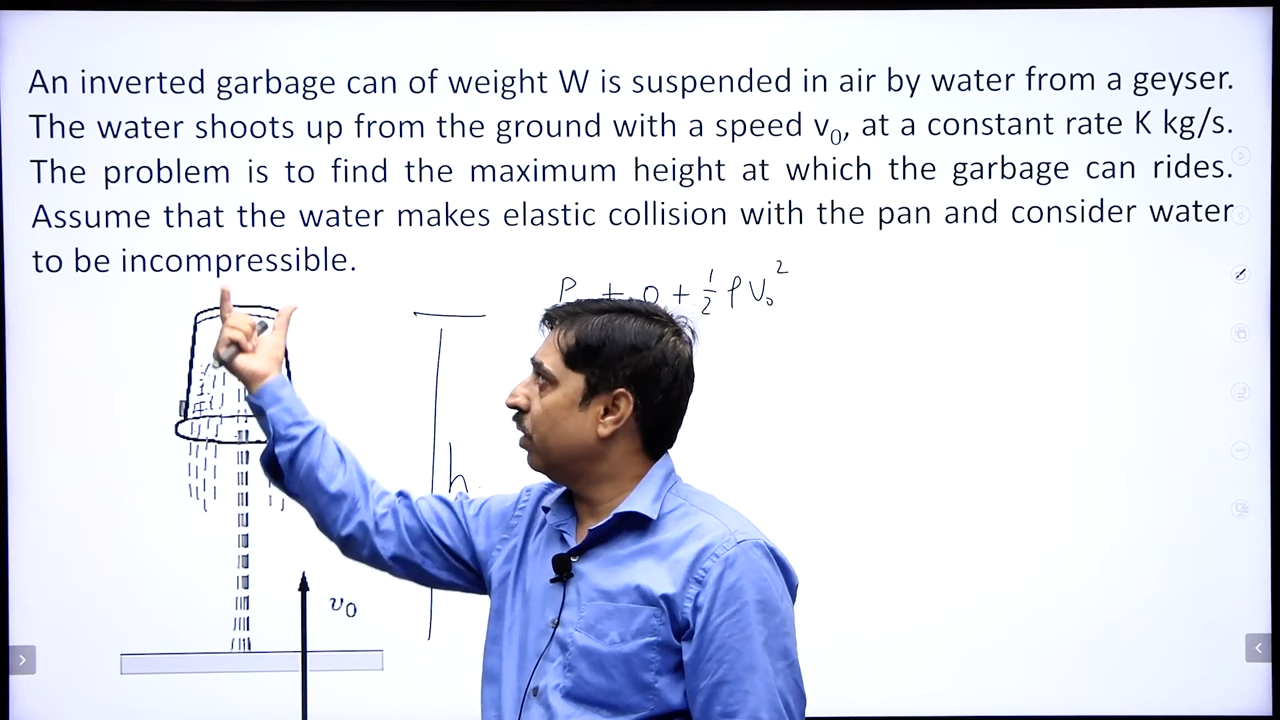 An inverted garbage can of weight W is suspended in air by water from a geyser.
The water shoots up from the ground with a speed v₀, at a constant rate K kg/s.
The problem is to find the maximum height at which the garbage can rides.
Assume that the water makes elastic collision with the pan and consider water
to be incompressible.
+ 0 + 1/2 ρ V₀²
h
v₀